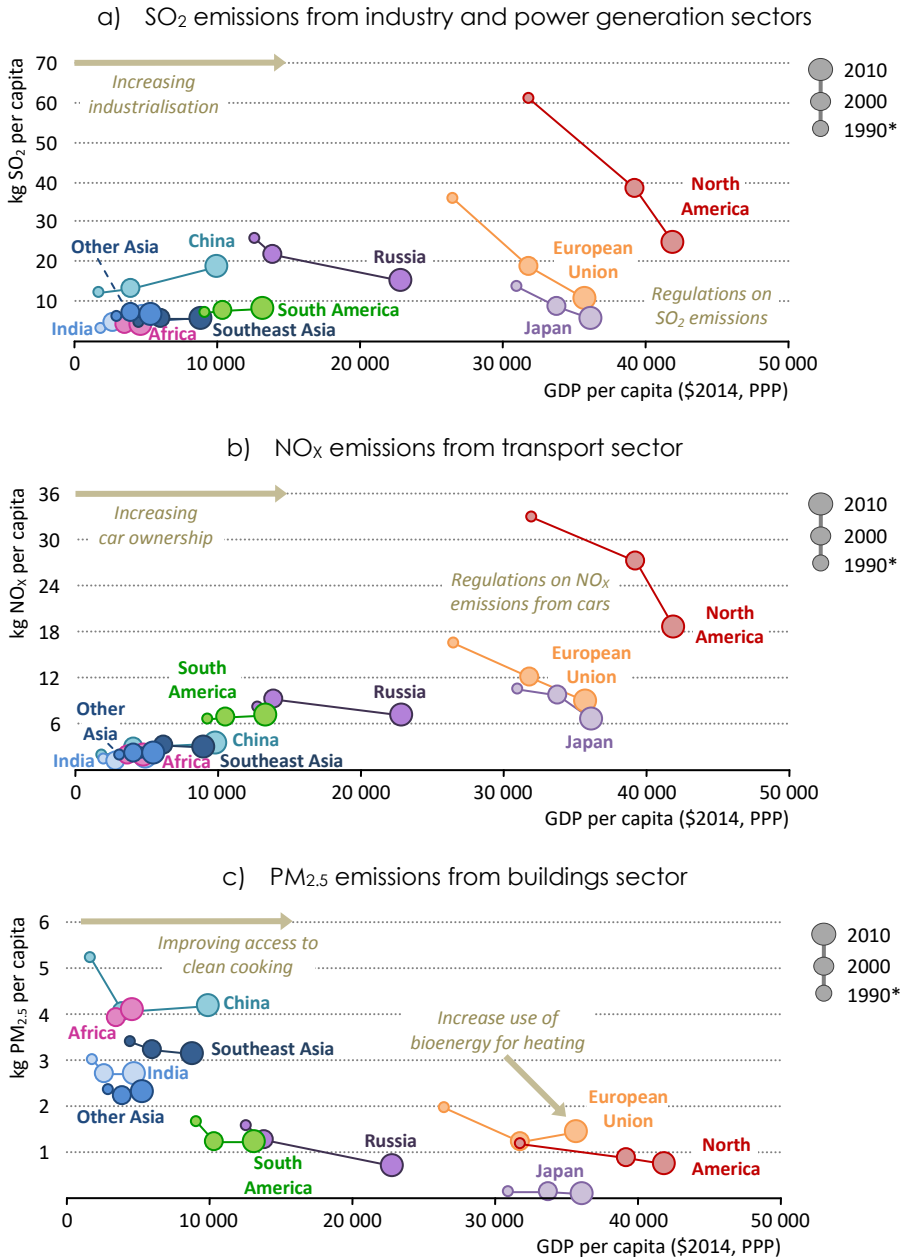 a) SO₂ emissions from industry and power generation sectors
kg SO₂ per capita
70
60
50
40
30
20
10
Increasing
industrialisation
2010
2000
1990*
North
America
European
Union
Regulations on
SO₂ emissions
Japan
Russia
China
Other Asia
South America
Southeast Asia
India
Africa
0
10 000
20 000
30 000
40 000
50 000
GDP per capita ($2014, PPP)
b) NOₓ emissions from transport sector
kg NOₓ per capita
36
30
24
18
12
6
Increasing
car ownership
2010
2000
1990*
Regulations on NOₓ
emissions from cars
North
America
European
Union
Japan
South
America
Russia
Other
Asia
China
India
Africa
Southeast Asia
0
10 000
20 000
30 000
40 000
50 000
GDP per capita ($2014, PPP)
c) PM₂.₅ emissions from buildings sector
kg PM₂.₅ per capita
6
5
4
3
2
1
Improving access to
clean cooking
2010
2000
1990*
China
Africa
Increase use of
bioenergy for heating
Southeast Asia
India
Other Asia
European
Union
Russia
North
America
South
America
Japan
0
10 000
20 000
30 000
40 000
50 000
GDP per capita ($2014, PPP)